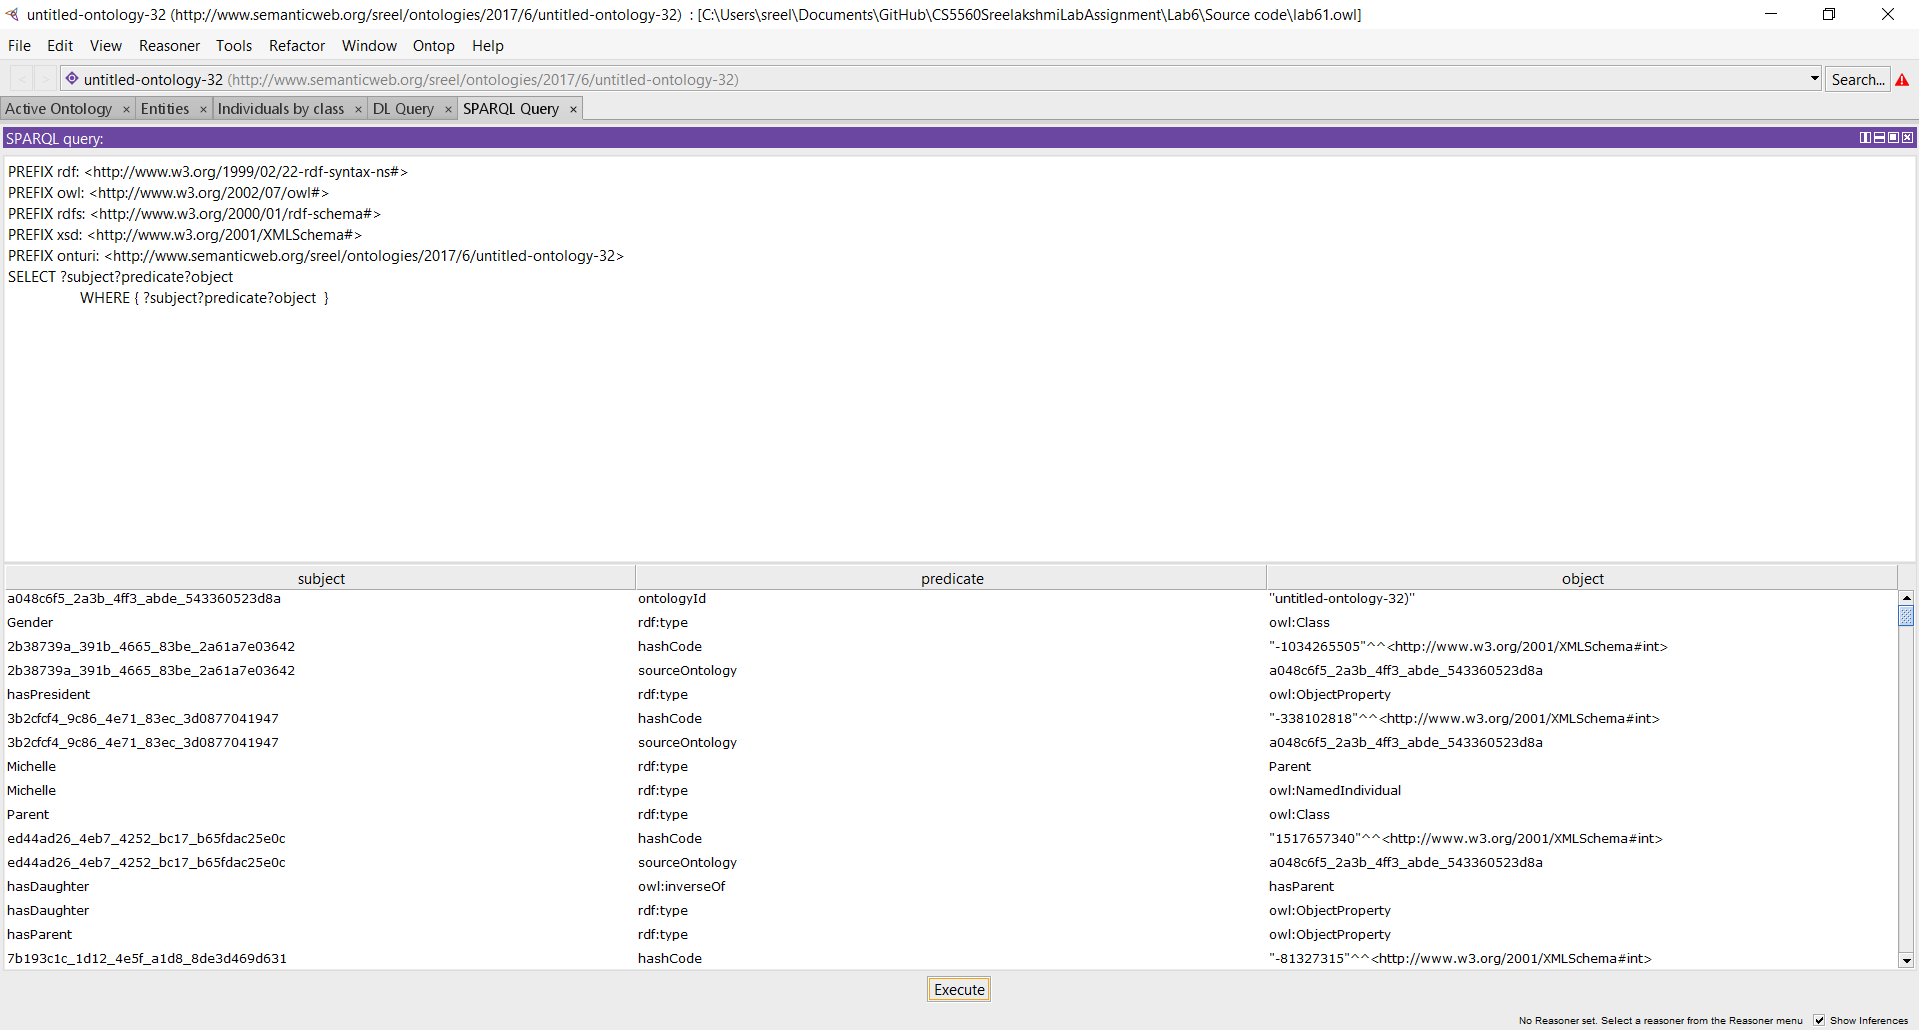 untitled-ontology-32 (http://www.semanticweb.org/sreel/ontologies/2017/6/untitled-ontology-32) : [C:\Users\sreel\Documents\GitHub\CS5560SreelakshmiLabAssignment\Lab6\Source code\lab61.owl]
File Edit View Reasoner Tools Refactor Window Ontop Help
< > untitled-ontology-32 (http://www.semanticweb.org/sreel/ontologies/2017/6/untitled-ontology-32) Search...
Active Ontology × Entities × Individuals by class × DL Query × SPARQL Query ×
SPARQL query:
PREFIX rdf: <http://www.w3.org/1999/02/22-rdf-syntax-ns#>
PREFIX owl: <http://www.w3.org/2002/07/owl#>
PREFIX rdfs: <http://www.w3.org/2000/01/rdf-schema#>
PREFIX xsd: <http://www.w3.org/2001/XMLSchema#>
PREFIX onturi: <http://www.semanticweb.org/sreel/ontologies/2017/6/untitled-ontology-32>
SELECT ?subject?predicate?object
WHERE { ?subject?predicate?object }
subject predicate object
a048c6f5_2a3b_4ff3_abde_543360523d8a ontologyId "untitled-ontology-32)"
Gender rdf:type owl:Class
2b38739a_391b_4665_83be_2a61a7e03642 hashCode "-1034265505"^^<http://www.w3.org/2001/XMLSchema#int>
2b38739a_391b_4665_83be_2a61a7e03642 sourceOntology a048c6f5_2a3b_4ff3_abde_543360523d8a
hasPresident rdf:type owl:ObjectProperty
3b2cfcf4_9c86_4e71_83ec_3d0877041947 hashCode "-338102818"^^<http://www.w3.org/2001/XMLSchema#int>
3b2cfcf4_9c86_4e71_83ec_3d0877041947 sourceOntology a048c6f5_2a3b_4ff3_abde_543360523d8a
Michelle rdf:type Parent
Michelle rdf:type owl:NamedIndividual
Parent rdf:type owl:Class
ed44ad26_4eb7_4252_bc17_b65fdac25e0c hashCode "1517657340"^^<http://www.w3.org/2001/XMLSchema#int>
ed44ad26_4eb7_4252_bc17_b65fdac25e0c sourceOntology a048c6f5_2a3b_4ff3_abde_543360523d8a
hasDaughter owl:inverseOf hasParent
hasDaughter rdf:type owl:ObjectProperty
hasParent rdf:type owl:ObjectProperty
7b193c1c_1d12_4e5f_a1d8_8de3d469d631 hashCode "-81327315"^^<http://www.w3.org/2001/XMLSchema#int>
Execute
No Reasoner set. Select a reasoner from the Reasoner menu Show Inferences